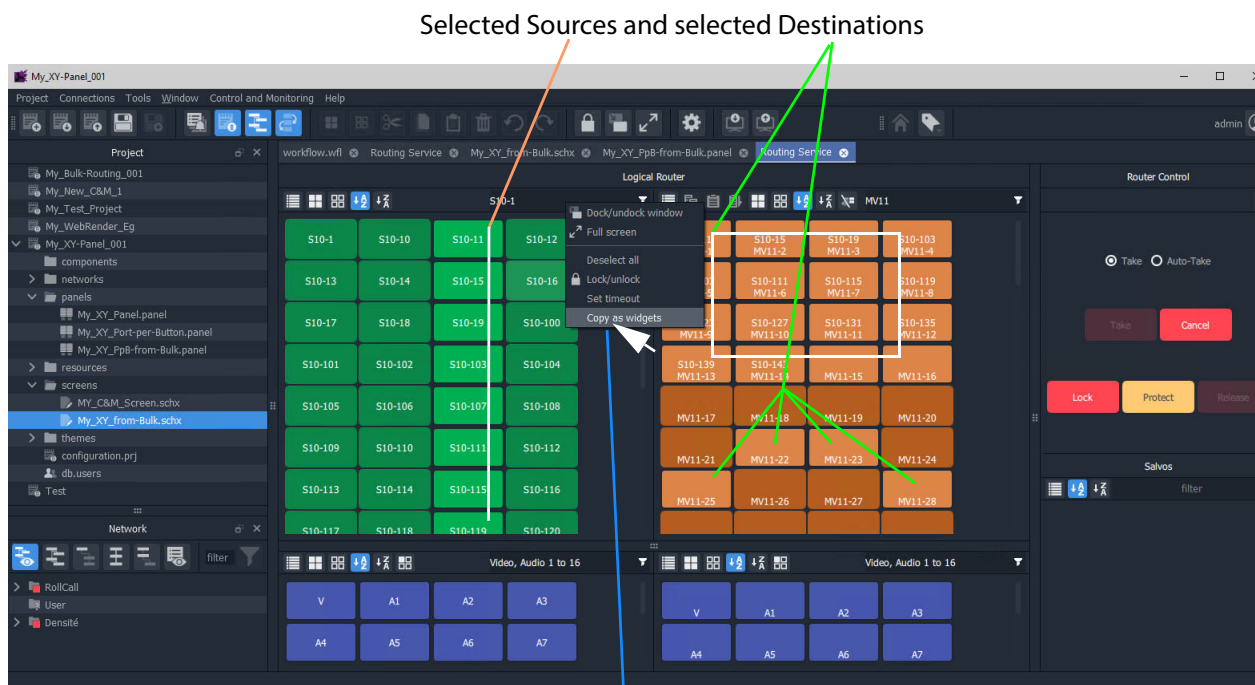 Selected Sources and selected Destinations
My_XY-Panel_001
Project Connections Tools Window Control and Monitoring Help
admin
Project
workflow.wfl Routing Service My_XY_from-Bulk.schx My_XY_PpB-from-Bulk.panel Routing Service
My_Bulk-Routing_001
My_New_C&M_1
My_Test_Project
My_WebRender_Eg
My_XY-Panel_001
components
networks
panels
My_XY_Panel.panel
My_XY_Port-per-Button.panel
My_XY_PpB-from-Bulk.panel
resources
screens
MY_C&M_Screen.schx
My_XY_from-Bulk.schx
themes
configuration.prj
db.users
Test
Network
filter
RollCall
User
Densité
Logical Router
S10-1
S10-1 S10-10 S10-11 S10-12
S10-13 S10-14 S10-15 S10-16
S10-17 S10-18 S10-19 S10-100
S10-101 S10-102 S10-103 S10-104
S10-105 S10-106 S10-107 S10-108
S10-109 S10-110 S10-111 S10-112
S10-113 S10-114 S10-115 S10-116
S10-117 S10-118 S10-119 S10-120
Dock/undock window
Full screen
Deselect all
Lock/unlock
Set timeout
Copy as widgets
MV11
S10-15 S10-19 S10-103
MV11-2 MV11-3 MV11-4
S10-111 S10-115 S10-119
MV11-6 MV11-7 MV11-8
S10-127 S10-131 S10-135
MV11-9 MV11-10 MV11-11 MV11-12
S10-139 S10-143
MV11-13 MV11-14 MV11-15 MV11-16
MV11-17 MV11-18 MV11-19 MV11-20
MV11-21 MV11-22 MV11-23 MV11-24
MV11-25 MV11-26 MV11-27 MV11-28
Video, Audio 1 to 16
V A1 A2 A3
A4 A5 A6 A7
Video, Audio 1 to 16
V A1 A2 A3
A4 A5 A6 A7
Router Control
Take Auto-Take
Take Cancel
Lock Protect Release
Salvos
filter